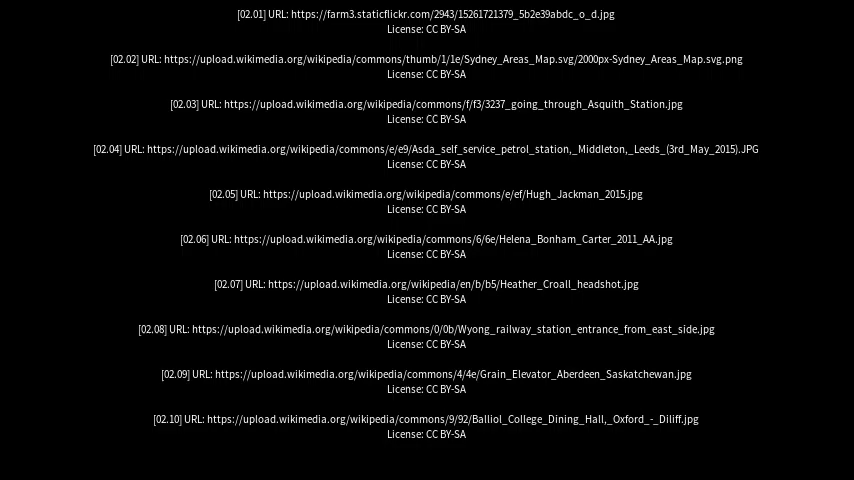 [02.01] URL: https://farm3.staticflickr.com/2943/15261721379_5b2e39abdc_o_d.jpg
License: CC BY-SA
[02.02] URL: https://upload.wikimedia.org/wikipedia/commons/thumb/1/1e/Sydney_Areas_Map.svg/2000px-Sydney_Areas_Map.svg.png
License: CC BY-SA
[02.03] URL: https://upload.wikimedia.org/wikipedia/commons/f/f3/3237_going_through_Asquith_Station.jpg
License: CC BY-SA
[02.04] URL: https://upload.wikimedia.org/wikipedia/commons/e/e9/Asda_self_service_petrol_station,_Middleton,_Leeds_(3rd_May_2015).JPG
License: CC BY-SA
[02.05] URL: https://upload.wikimedia.org/wikipedia/commons/e/ef/Hugh_Jackman_2015.jpg
License: CC BY-SA
[02.06] URL: https://upload.wikimedia.org/wikipedia/commons/6/6e/Helena_Bonham_Carter_2011_AA.jpg
License: CC BY-SA
[02.07] URL: https://upload.wikimedia.org/wikipedia/en/b/b5/Heather_Croall_headshot.jpg
License: CC BY-SA
[02.08] URL: https://upload.wikimedia.org/wikipedia/commons/0/0b/Wyong_railway_station_entrance_from_east_side.jpg
License: CC BY-SA
[02.09] URL: https://upload.wikimedia.org/wikipedia/commons/4/4e/Grain_Elevator_Aberdeen_Saskatchewan.jpg
License: CC BY-SA
[02.10] URL: https://upload.wikimedia.org/wikipedia/commons/9/92/Balliol_College_Dining_Hall,_Oxford_-_Diliff.jpg
License: CC BY-SA